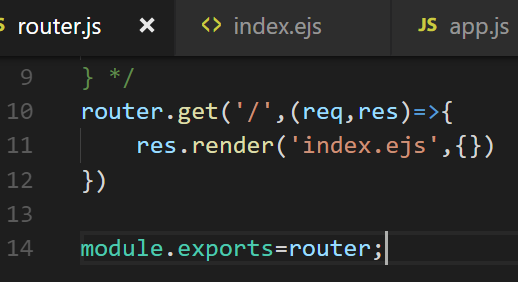 router.js × <> index.ejs JS app.js
9 } */
10 router.get('/',(req,res)=>{
11 res.render('index.ejs',{})
12 })
13
14 module.exports=router;